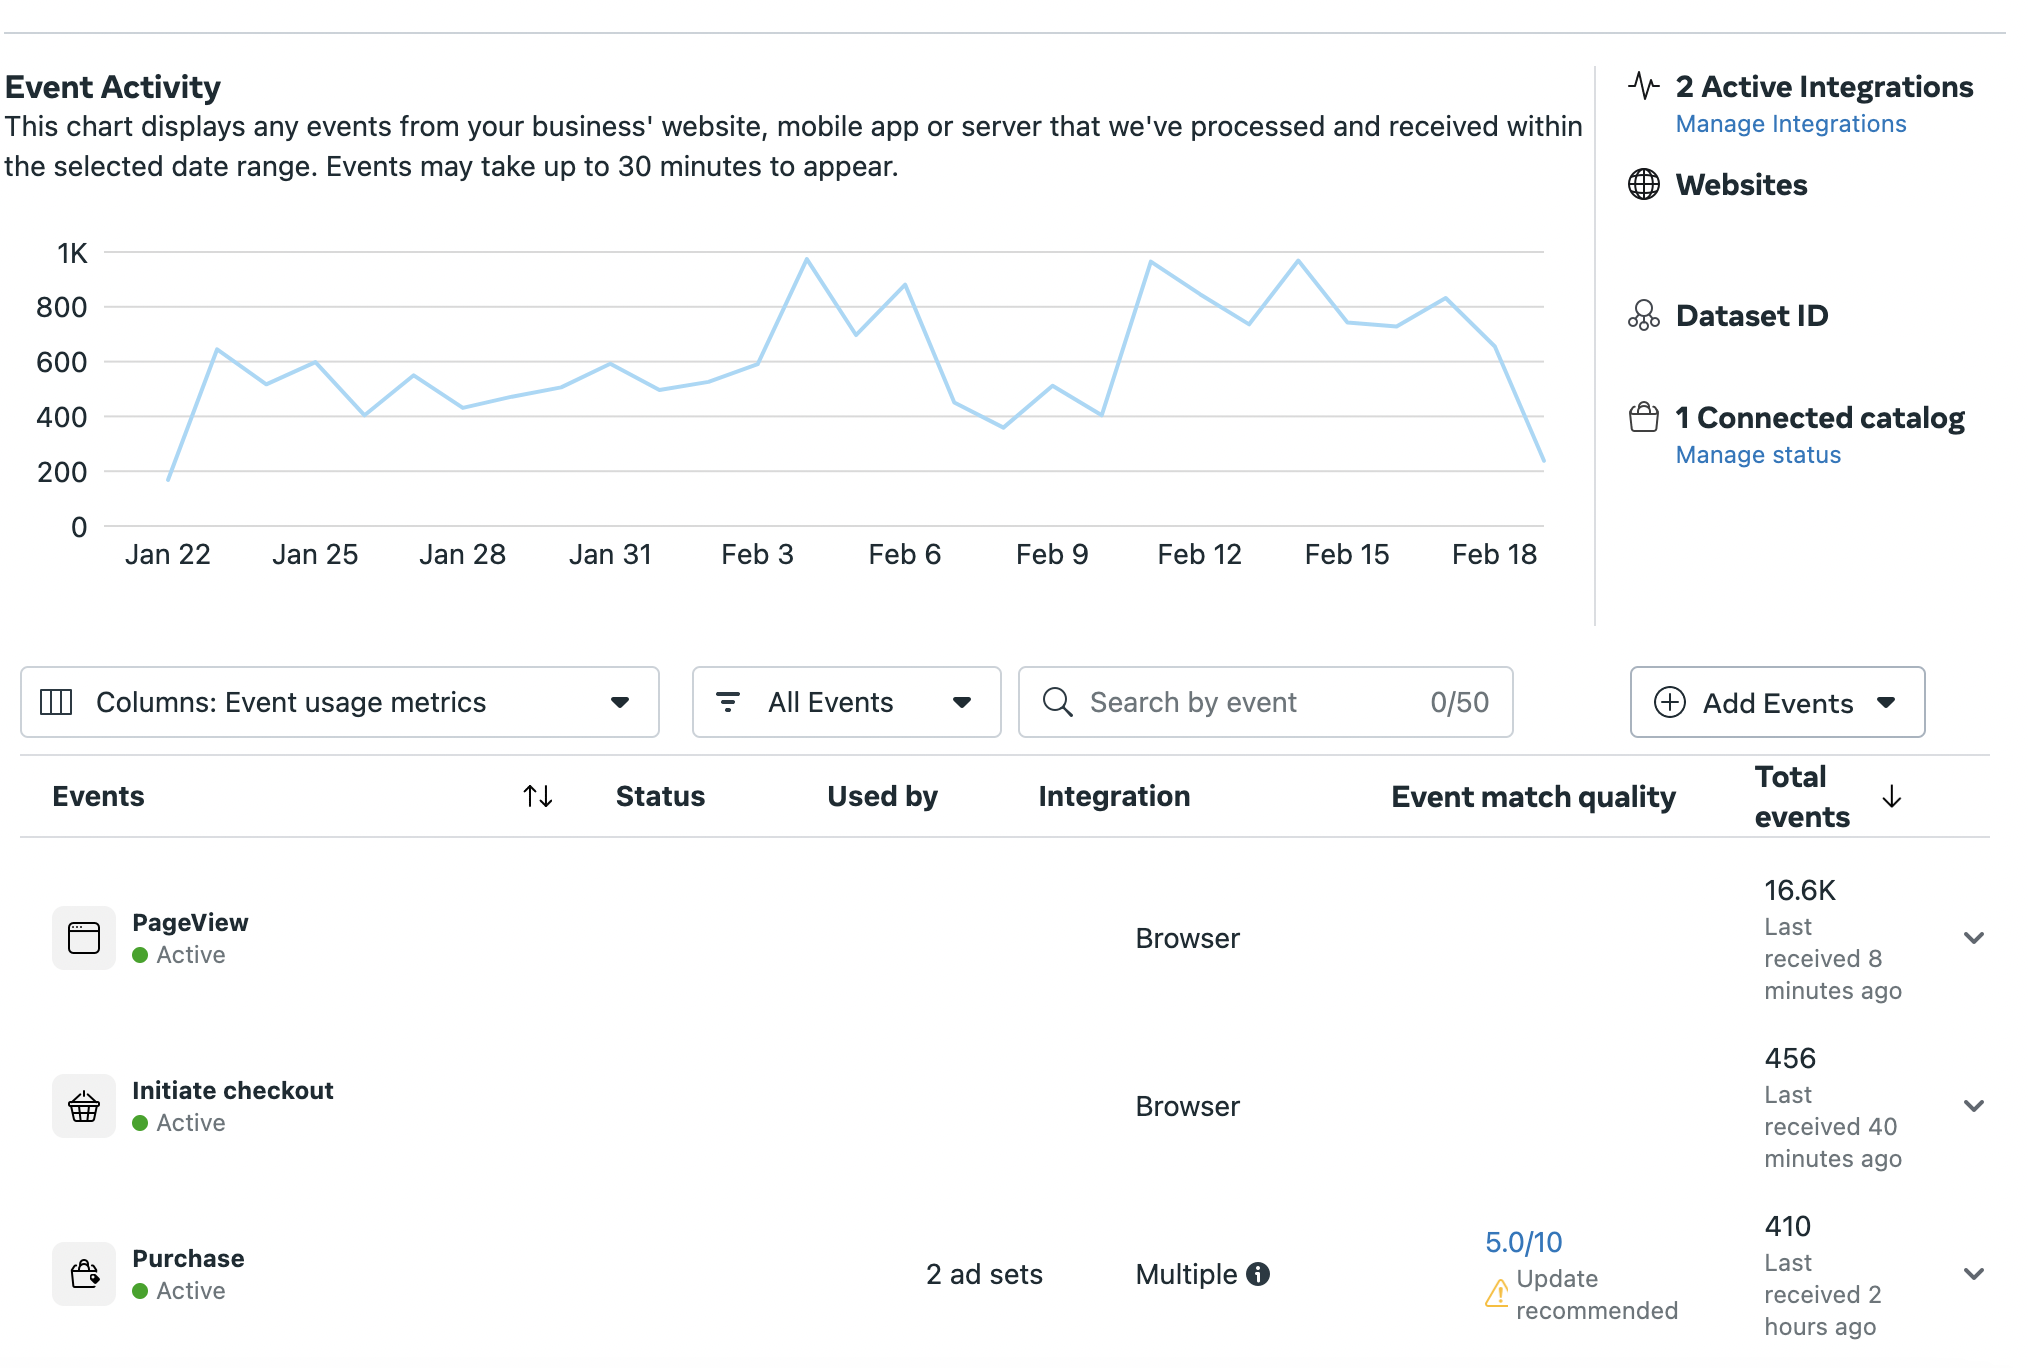 Event Activity
This chart displays any events from your business' website, mobile app or server that we've processed and received within
the selected date range. Events may take up to 30 minutes to appear.
1K
800
600
400
200
0
Jan 22 Jan 25 Jan 28 Jan 31 Feb 3 Feb 6 Feb 9 Feb 12 Feb 15 Feb 18
2 Active Integrations
Manage Integrations
Websites
Dataset ID
1 Connected catalog
Manage status
Columns: Event usage metrics All Events Search by event 0/50 Add Events
Events Status Used by Integration Event match quality Total
events
PageView
Active
Browser
16.6K
Last
received 8
minutes ago
Initiate checkout
Active
Browser
456
Last
received 40
minutes ago
Purchase
Active
2 ad sets
Multiple
5.0/10
Update
recommended
410
Last
received 2
hours ago